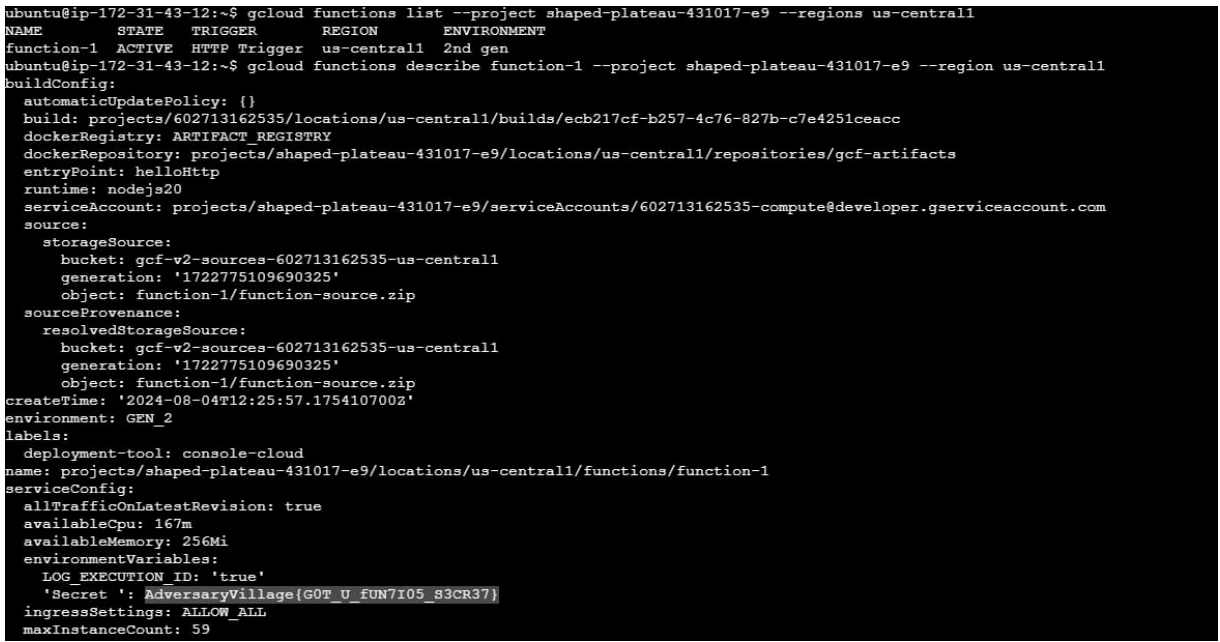 ubuntu@ip-172-31-43-12:~$ gcloud functions list --project shaped-plateau-431017-e9 --regions us-central1
NAME        STATE   TRIGGER       REGION       ENVIRONMENT
function-1  ACTIVE  HTTP Trigger  us-central1  2nd gen
ubuntu@ip-172-31-43-12:~$ gcloud functions describe function-1 --project shaped-plateau-431017-e9 --region us-central1
buildConfig:
  automaticUpdatePolicy: {}
  build: projects/602713162535/locations/us-central1/builds/ecb217cf-b257-4c76-827b-c7e4251ceacc
  dockerRegistry: ARTIFACT_REGISTRY
  dockerRepository: projects/shaped-plateau-431017-e9/locations/us-central1/repositories/gcf-artifacts
  entryPoint: helloHttp
  runtime: nodejs20
  serviceAccount: projects/shaped-plateau-431017-e9/serviceAccounts/602713162535-compute@developer.gserviceaccount.com
  source:
    storageSource:
      bucket: gcf-v2-sources-602713162535-us-central1
      generation: '1722775109690325'
      object: function-1/function-source.zip
  sourceProvenance:
    resolvedStorageSource:
      bucket: gcf-v2-sources-602713162535-us-central1
      generation: '1722775109690325'
      object: function-1/function-source.zip
createTime: '2024-08-04T12:25:57.175410700Z'
environment: GEN_2
labels:
  deployment-tool: console-cloud
name: projects/shaped-plateau-431017-e9/locations/us-central1/functions/function-1
serviceConfig:
  allTrafficOnLatestRevision: true
  availableCpu: 167m
  availableMemory: 256Mi
  environmentVariables:
    LOG_EXECUTION_ID: 'true'
    'Secret ': AdversaryVillage{G0T_U_fUN7I05_S3CR37}
  ingressSettings: ALLOW_ALL
  maxInstanceCount: 59